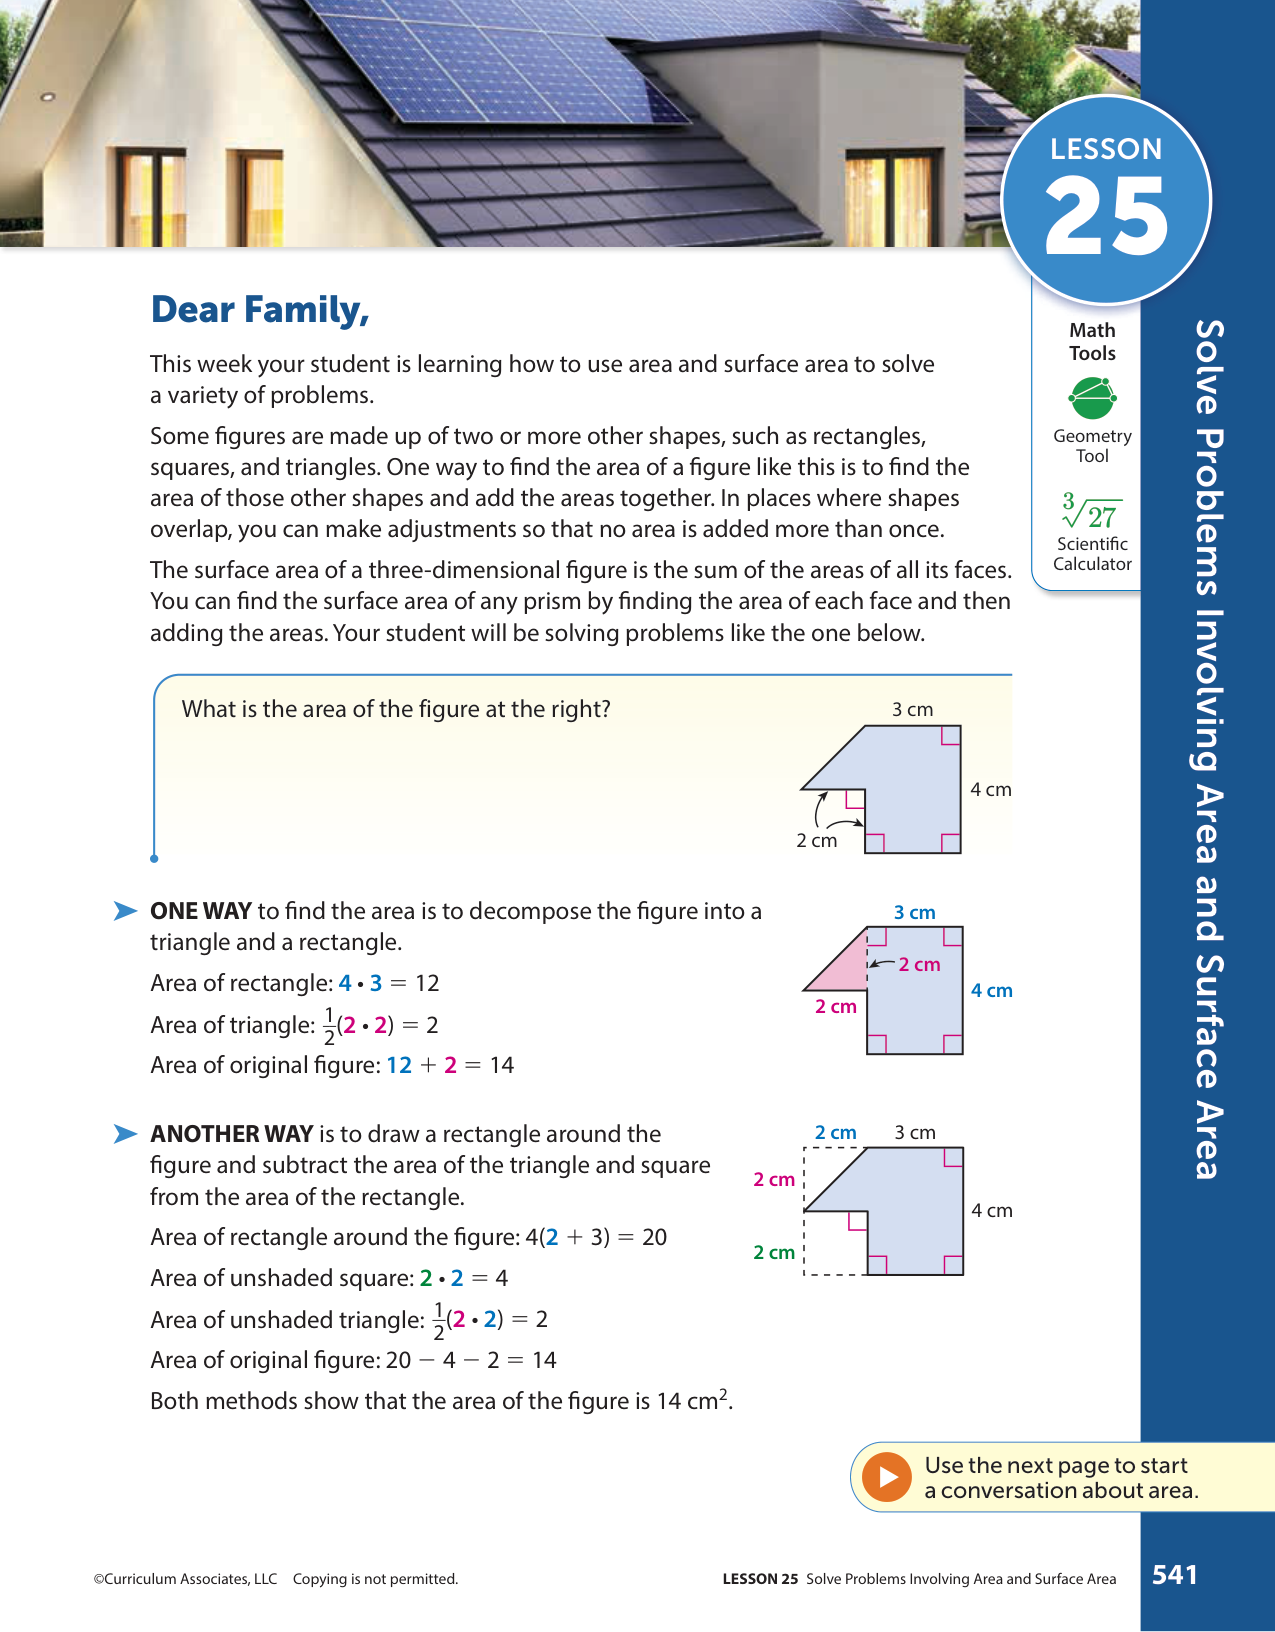 LESSON
25
Dear Family,
This week your student is learning how to use area and surface area to solve
a variety of problems.
Some figures are made up of two or more other shapes, such as rectangles,
squares, and triangles. One way to find the area of a figure like this is to find the
area of those other shapes and add the areas together. In places where shapes
overlap, you can make adjustments so that no area is added more than once.
The surface area of a three-dimensional figure is the sum of the areas of all its faces.
You can find the surface area of any prism by finding the area of each face and then
adding the areas. Your student will be solving problems like the one below.
Math
Tools
Geometry
Tool
∛27
Scientific
Calculator
Solve Problems Involving Area and Surface Area
What is the area of the figure at the right?
3 cm
4 cm
2 cm
➤ ONE WAY to find the area is to decompose the figure into a
triangle and a rectangle.
Area of rectangle: 4 • 3 = 12
Area of triangle: 1/2(2 • 2) = 2
Area of original figure: 12 + 2 = 14
3 cm
2 cm
4 cm
2 cm
➤ ANOTHER WAY is to draw a rectangle around the
figure and subtract the area of the triangle and square
from the area of the rectangle.
Area of rectangle around the figure: 4(2 + 3) = 20
Area of unshaded square: 2 • 2 = 4
Area of unshaded triangle: 1/2(2 • 2) = 2
Area of original figure: 20 − 4 − 2 = 14
Both methods show that the area of the figure is 14 cm².
2 cm 3 cm
2 cm
4 cm
2 cm
Use the next page to start
a conversation about area.
©Curriculum Associates, LLC Copying is not permitted.
LESSON 25 Solve Problems Involving Area and Surface Area
541